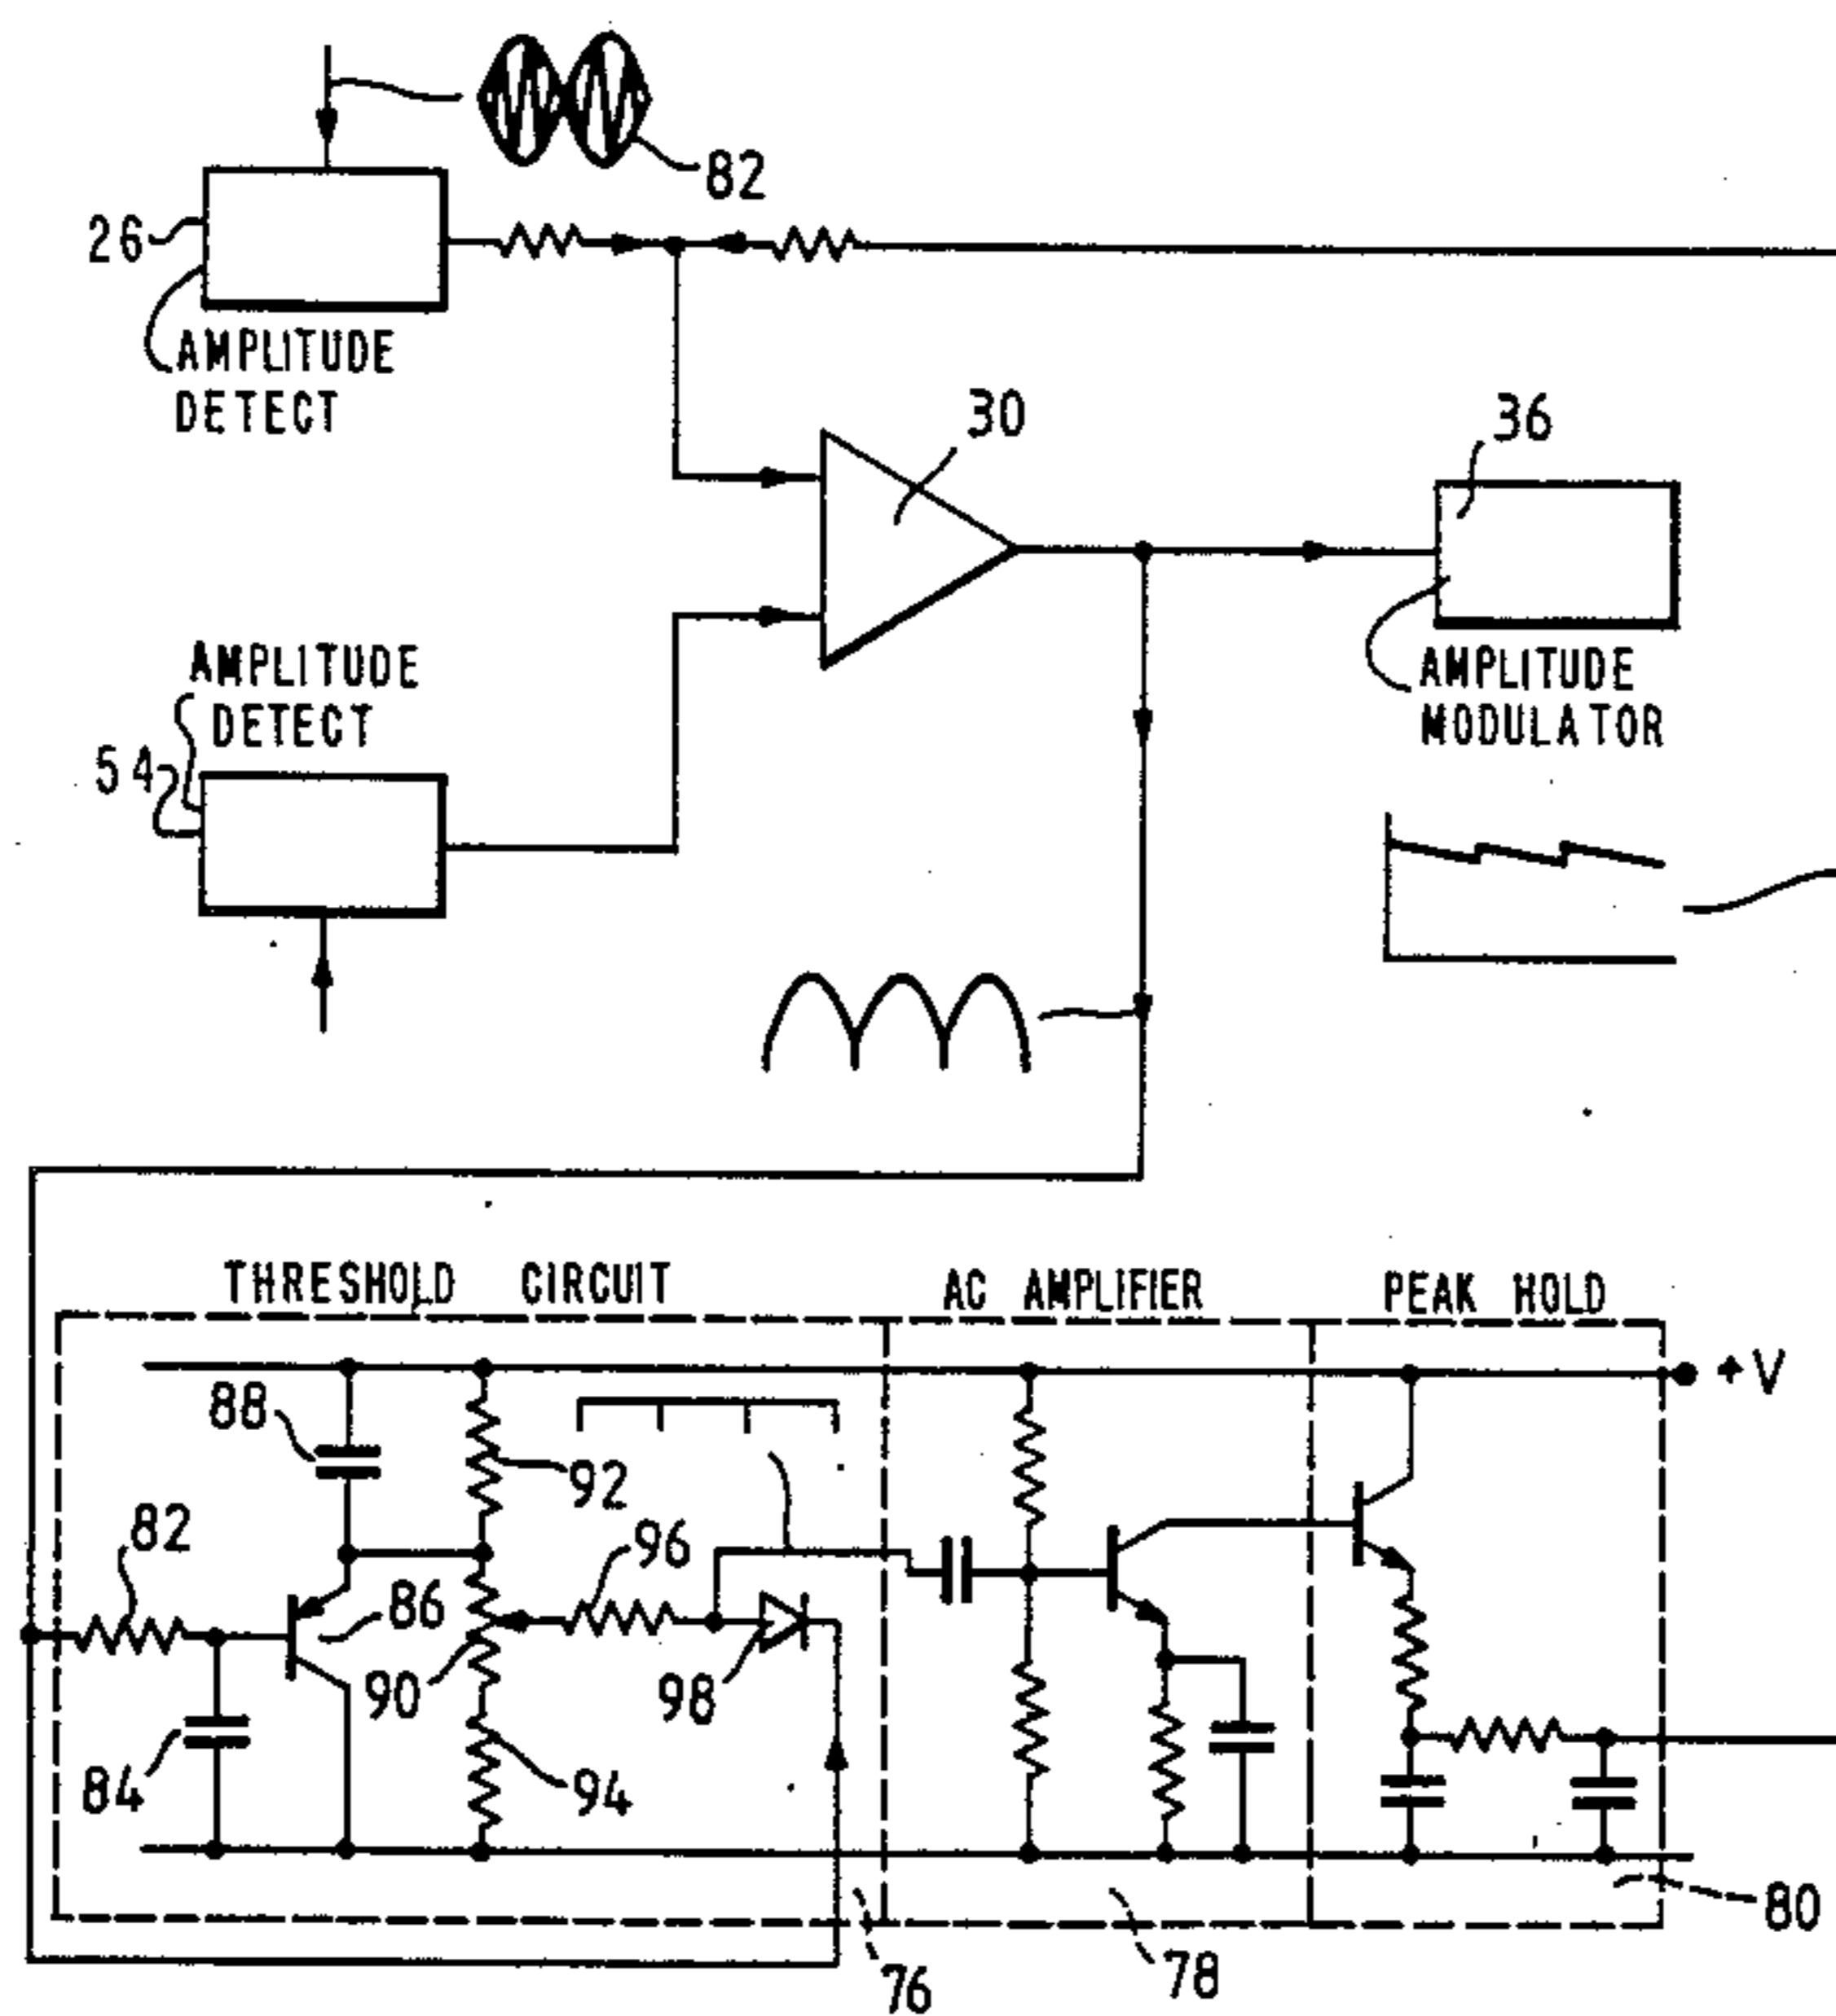 82
26
AMPLITUDE
DETECT
30
36
AMPLITUDE
DETECT
54
AMPLITUDE
MODULATOR
THRESHOLD CIRCUIT
AC AMPLIFIER
PEAK HOLD
+V
88
92
82
96
86
90
98
84
94
80
78
76